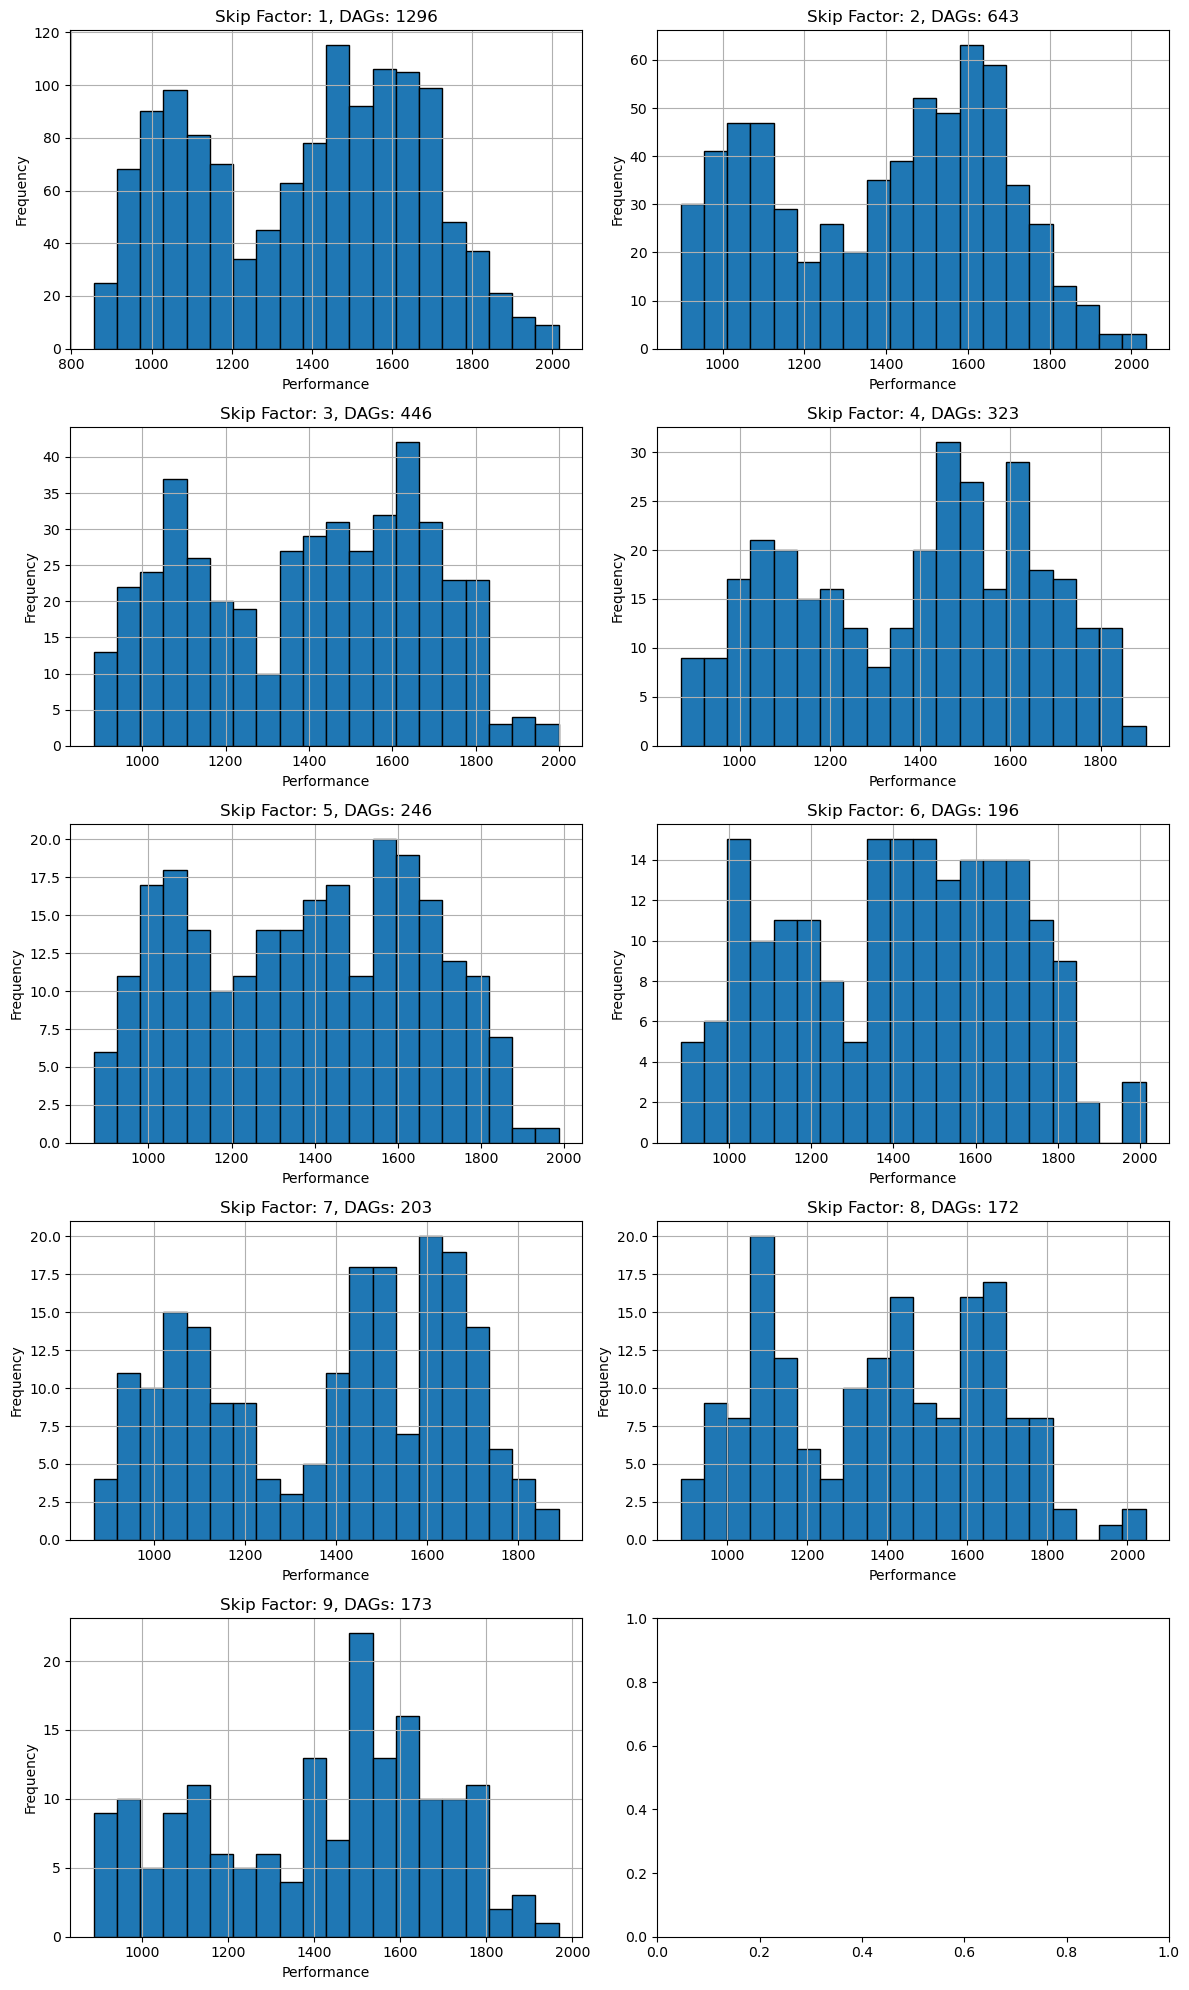 Skip Factor: 1, DAGs: 1296
120
100
80
60
40
20
0
Frequency
800 1000 1200 1400 1600 1800 2000
Performance
Skip Factor: 2, DAGs: 643
60
50
40
30
20
10
0
Frequency
1000 1200 1400 1600 1800 2000
Performance
Skip Factor: 3, DAGs: 446
40
35
30
25
20
15
10
5
0
Frequency
1000 1200 1400 1600 1800 2000
Performance
Skip Factor: 4, DAGs: 323
30
25
20
15
10
5
0
Frequency
1000 1200 1400 1600 1800
Performance
Skip Factor: 5, DAGs: 246
20.0
17.5
15.0
12.5
10.0
7.5
5.0
2.5
0.0
Frequency
1000 1200 1400 1600 1800 2000
Performance
Skip Factor: 6, DAGs: 196
14
12
10
8
6
4
2
0
Frequency
1000 1200 1400 1600 1800 2000
Performance
Skip Factor: 7, DAGs: 203
20.0
17.5
15.0
12.5
10.0
7.5
5.0
2.5
0.0
Frequency
1000 1200 1400 1600 1800
Performance
Skip Factor: 8, DAGs: 172
20.0
17.5
15.0
12.5
10.0
7.5
5.0
2.5
0.0
Frequency
1000 1200 1400 1600 1800 2000
Performance
Skip Factor: 9, DAGs: 173
20
15
10
5
0
Frequency
1000 1200 1400 1600 1800 2000
Performance
1.0
0.8
0.6
0.4
0.2
0.0
0.0 0.2 0.4 0.6 0.8 1.0